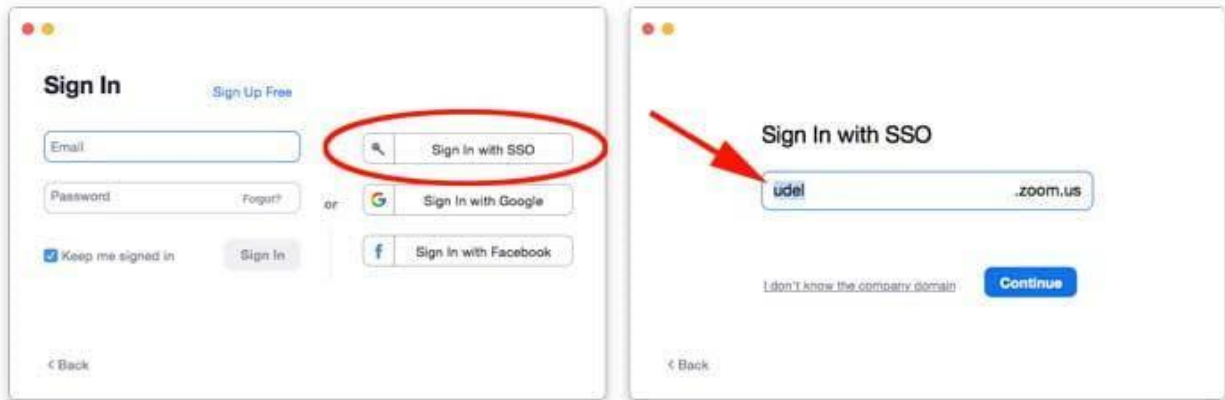 Sign In
Sign Up Free
Email
Sign In with SSO
Password
Forgot?
or
Sign In with Google
Keep me signed in
Sign In
Sign In with Facebook
< Back
Sign In with SSO
udel
.zoom.us
I don't know the company domain
Continue
< Back